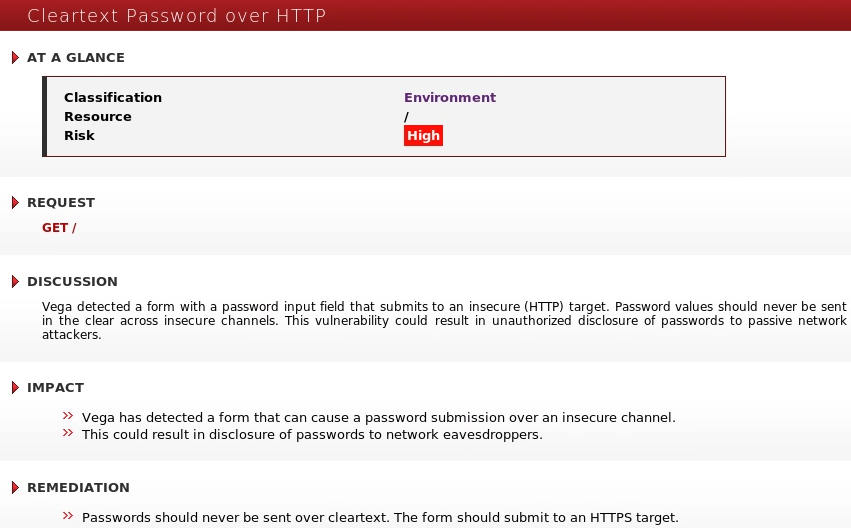 Cleartext Password over HTTP
AT A GLANCE
Classification Environment
Resource /
Risk High
REQUEST
GET /
DISCUSSION
Vega detected a form with a password input field that submits to an insecure (HTTP) target. Password values should never be sent
in the clear across insecure channels. This vulnerability could result in unauthorized disclosure of passwords to passive network
attackers.
IMPACT
Vega has detected a form that can cause a password submission over an insecure channel.
This could result in disclosure of passwords to network eavesdroppers.
REMEDIATION
Passwords should never be sent over cleartext. The form should submit to an HTTPS target.